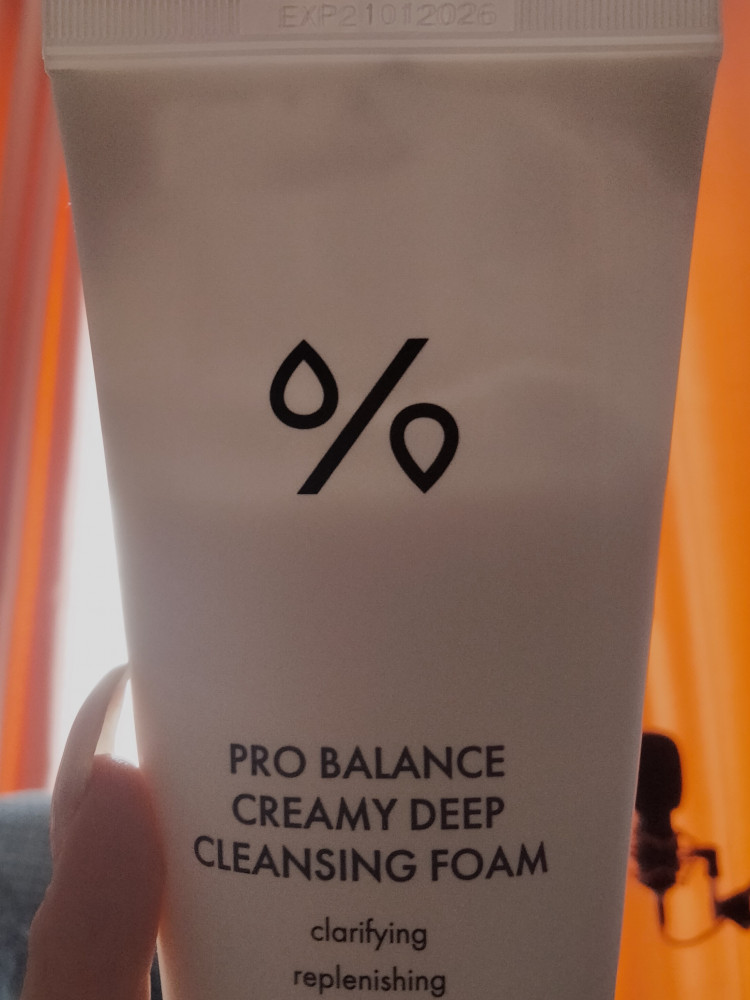 EXP21012026
%
PRO BALANCE
CREAMY DEEP
CLEANSING FOAM
clarifying
replenishing